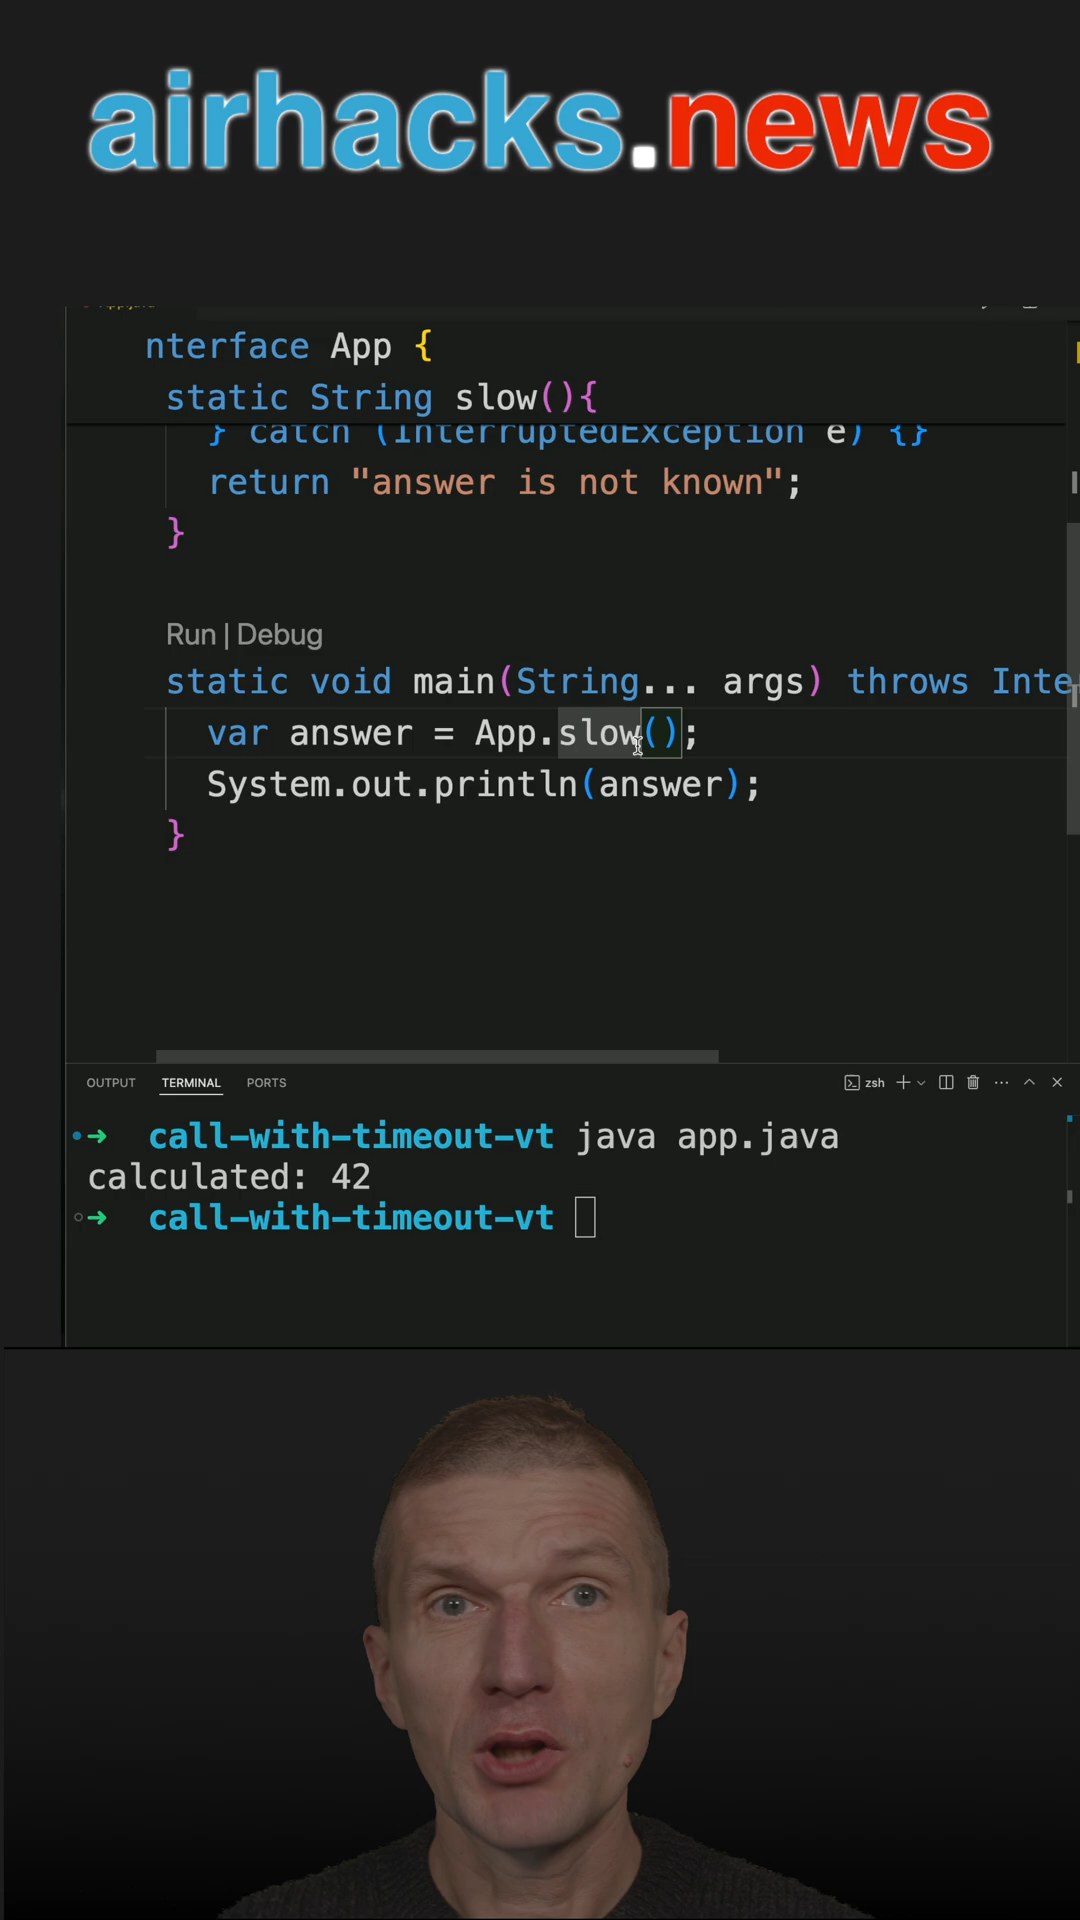 airhacks.news
nterface App {
static String slow(){
} catch (InterruptedException e) {}
return "answer is not known";
}
Run | Debug
static void main(String... args) throws Inte
var answer = App.slow();
System.out.println(answer);
}
OUTPUT TERMINAL PORTS zsh
➜ call-with-timeout-vt java app.java
calculated: 42
➜ call-with-timeout-vt